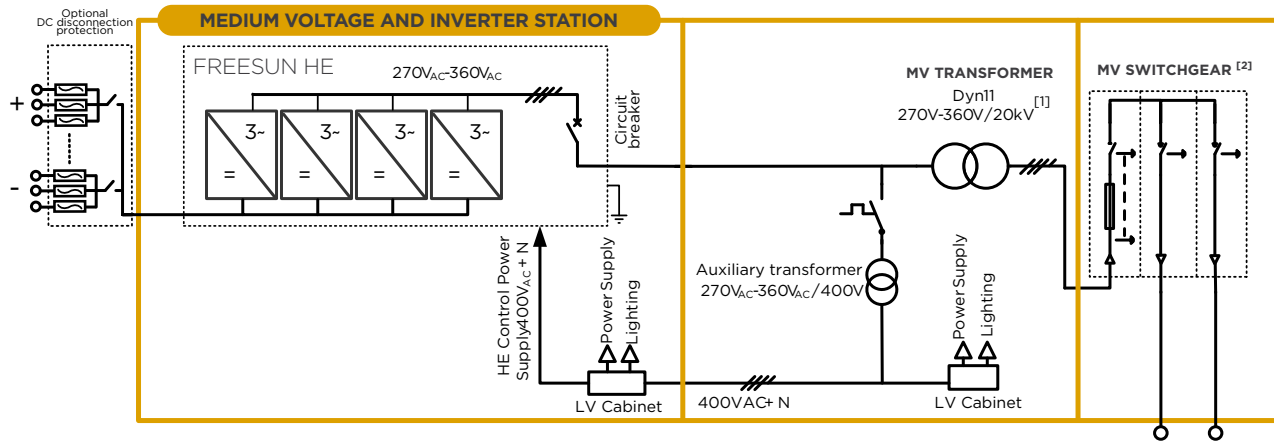 Optional
DC disconnection
protection
MEDIUM VOLTAGE AND INVERTER STATION
FREESUN HE
270VAC-360VAC
3~
3~
3~
3~
=
=
=
=
+
-
Circuit
breaker
MV TRANSFORMER
Dyn11
270V-360V/20kV[1]
MV SWITCHGEAR [2]
HE Control Power
Supply400VAC+ N
Power Supply
Lighting
LV Cabinet
Auxiliary transformer
270VAC-360VAC/400V
400VAC+ N
Power Supply
Lighting
LV Cabinet